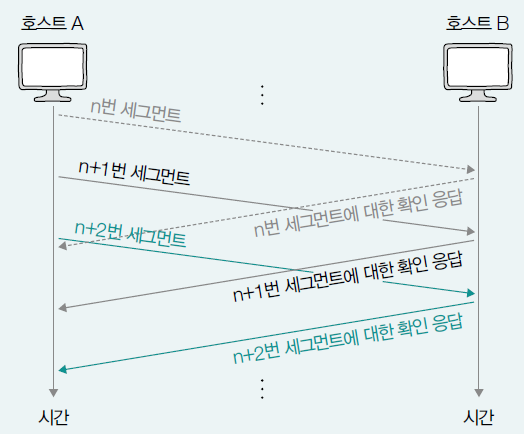 호스트 A
호스트 B
⋮
n번 세그먼트
n+1번 세그먼트
n번 세그먼트에 대한 확인 응답
n+2번 세그먼트
n+1번 세그먼트에 대한 확인 응답
n+2번 세그먼트에 대한 확인 응답
⋮
시간
시간